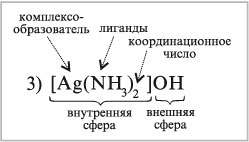 комплексо-
образователь
лиганды
координационное
число
3) [Ag(NH₃)₂]OH
внутренняя
сфера
внешняя
сфера